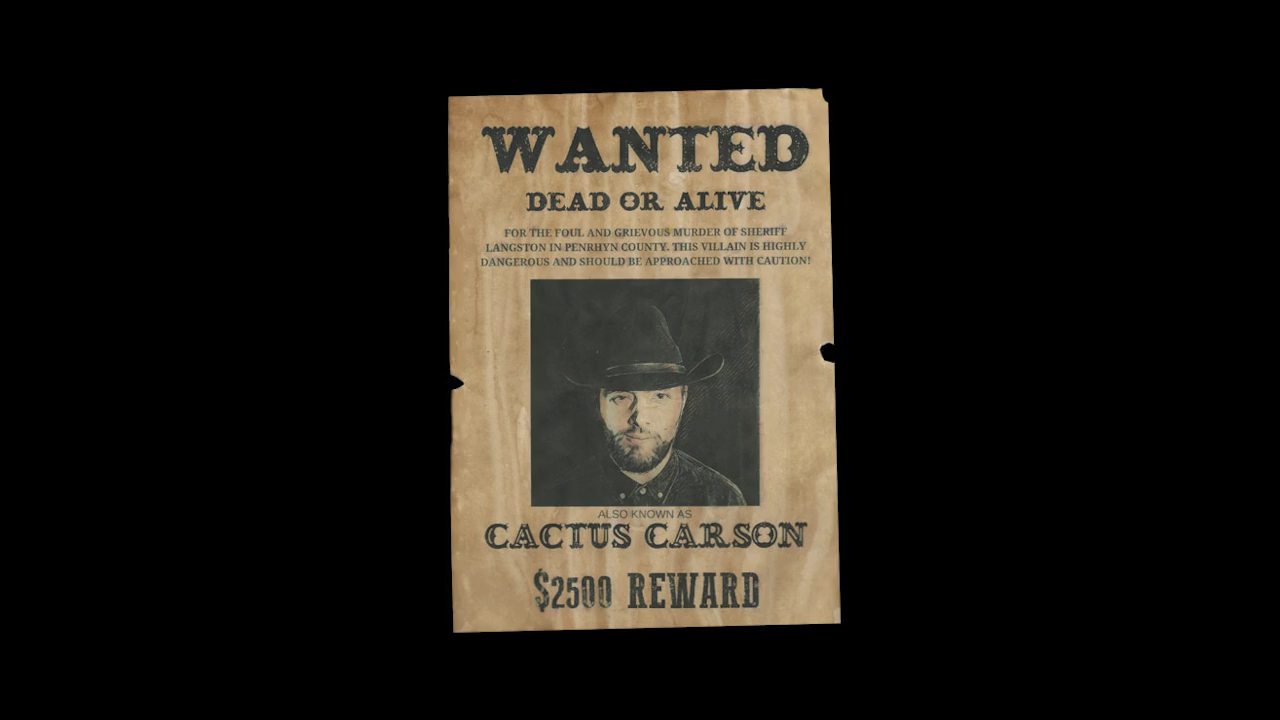 WANTED
DEAD OR ALIVE
FOR THE FOUL AND GRIEVOUS MURDER OF SHERIFF
LANGSTON IN PENRHYN COUNTY. THIS VILLAIN IS HIGHLY
DANGEROUS AND SHOULD BE APPROACHED WITH CAUTION!
ALSO KNOWN AS
CACTUS CARSON
$2500 REWARD